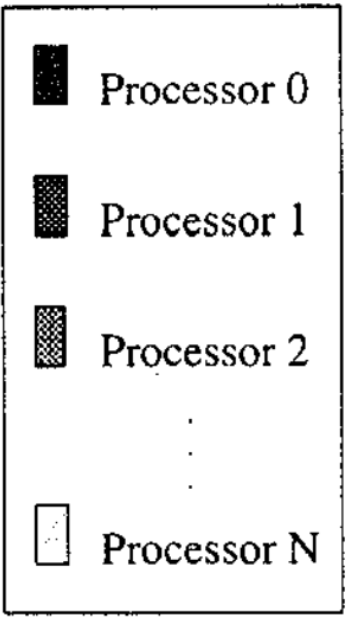 Processor 0
Processor 1
Processor 2
.
.
.
Processor N